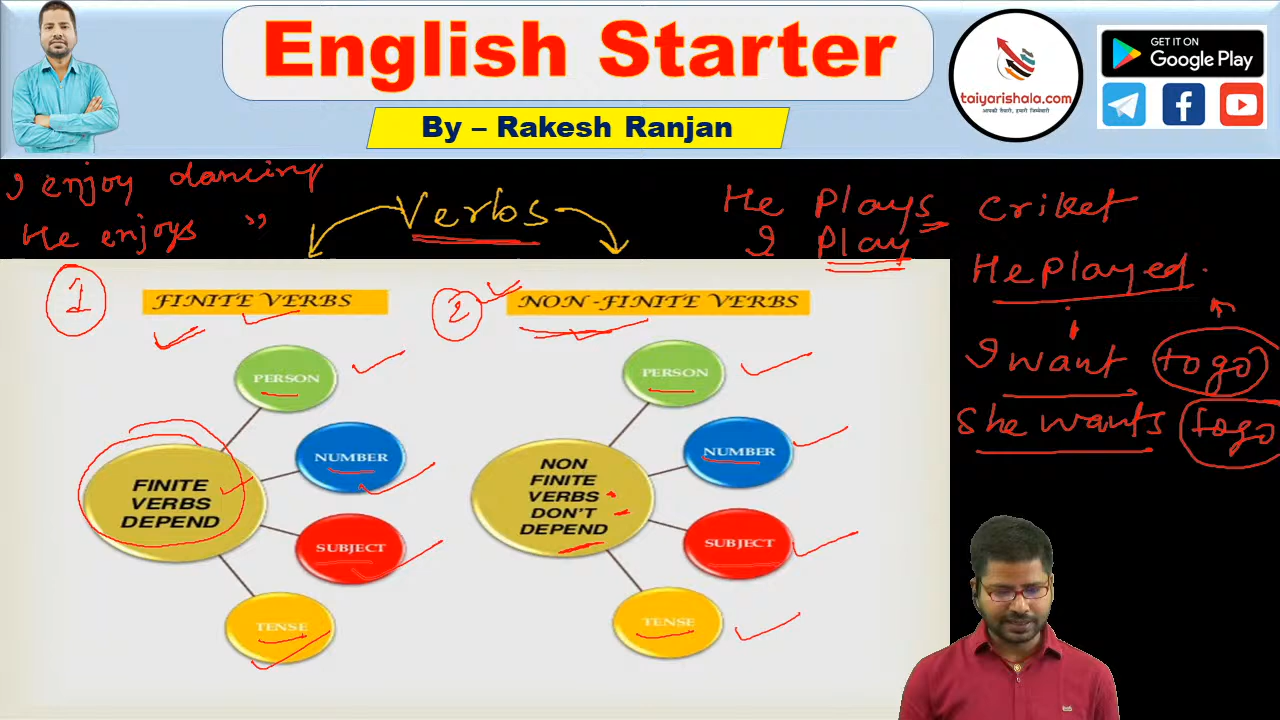 English Starter
By – Rakesh Ranjan
taiyarishala.com
आपकी तैयारी, हमारी जिम्मेदारी
GET IT ON
Google Play
I enjoy dancing
He enjoys "
Verbs
He Plays Criket
I Play
He Played.
I want to go
She wants to go
1
FINITE VERBS
2
NON -FINITE VERBS
PERSON
NUMBER
FINITE
VERBS
DEPEND
SUBJECT
TENSE
PERSON
NUMBER
NON
FINITE
VERBS
DON'T
DEPEND
SUBJECT
TENSE